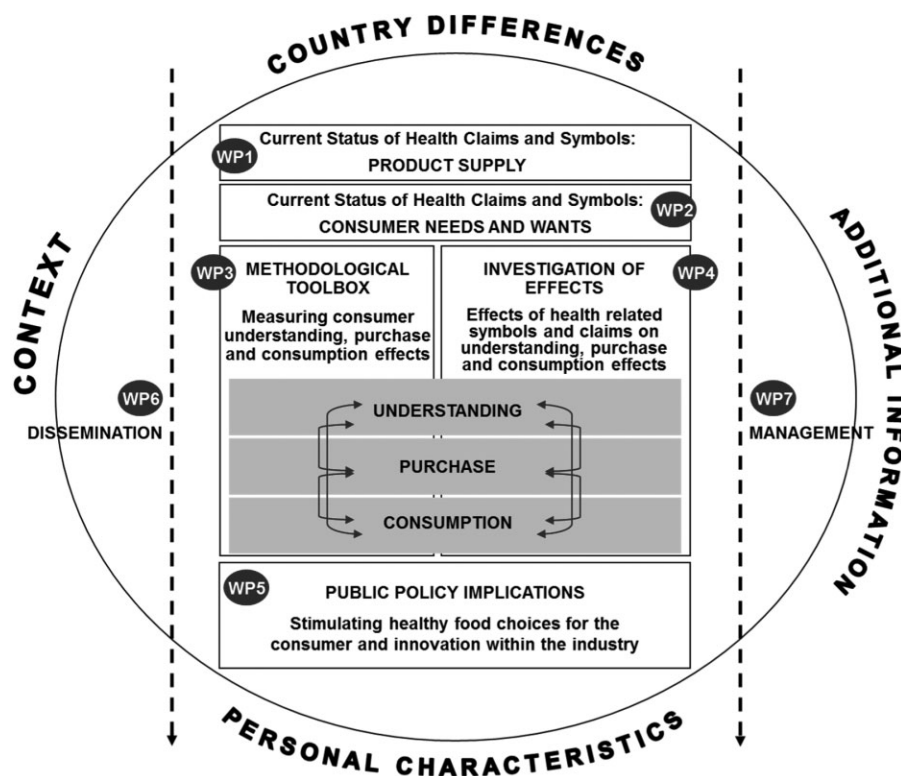 COUNTRY DIFFERENCES
Current Status of Health Claims and Symbols:
WP1
PRODUCT SUPPLY
Current Status of Health Claims and Symbols:
WP2
CONSUMER NEEDS AND WANTS
WP3
METHODOLOGICAL
TOOLBOX
Measuring consumer
understanding, purchase
and consumption effects
INVESTIGATION OF
EFFECTS
WP4
Effects of health related
symbols and claims on
understanding, purchase
and consumption effects
CONTEXT
ADDITIONAL INFORMATION
WP6
DISSEMINATION
WP7
MANAGEMENT
UNDERSTANDING
PURCHASE
CONSUMPTION
WP5
PUBLIC POLICY IMPLICATIONS
Stimulating healthy food choices for the
consumer and innovation within the industry
PERSONAL CHARACTERISTICS